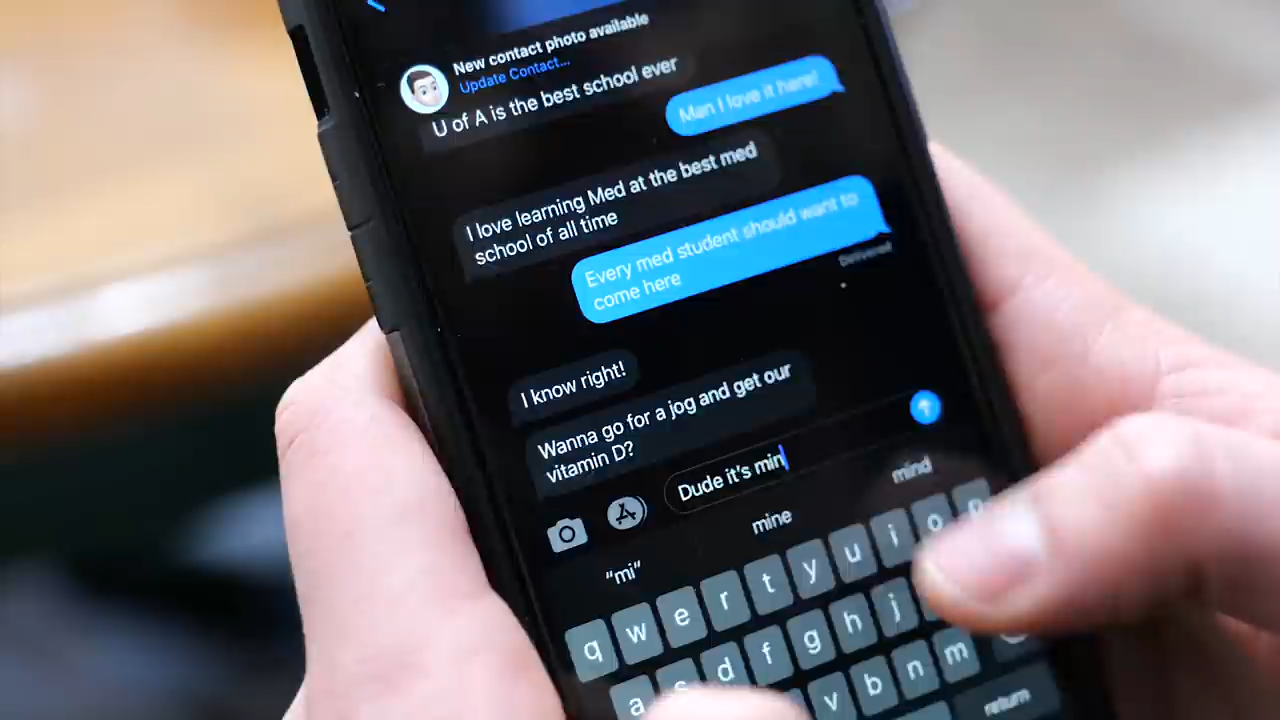 New contact photo available
Update Contact...
U of A is the best school ever
Man I love it here!
I love learning Med at the best med
school of all time
Every med student should want to
come here
Delivered
I know right!
Wanna go for a jog and get our
vitamin D?
Dude it's min
"mi"
mine
mind
q w e r t y u i o p
a s d f g h j
v b n m
return